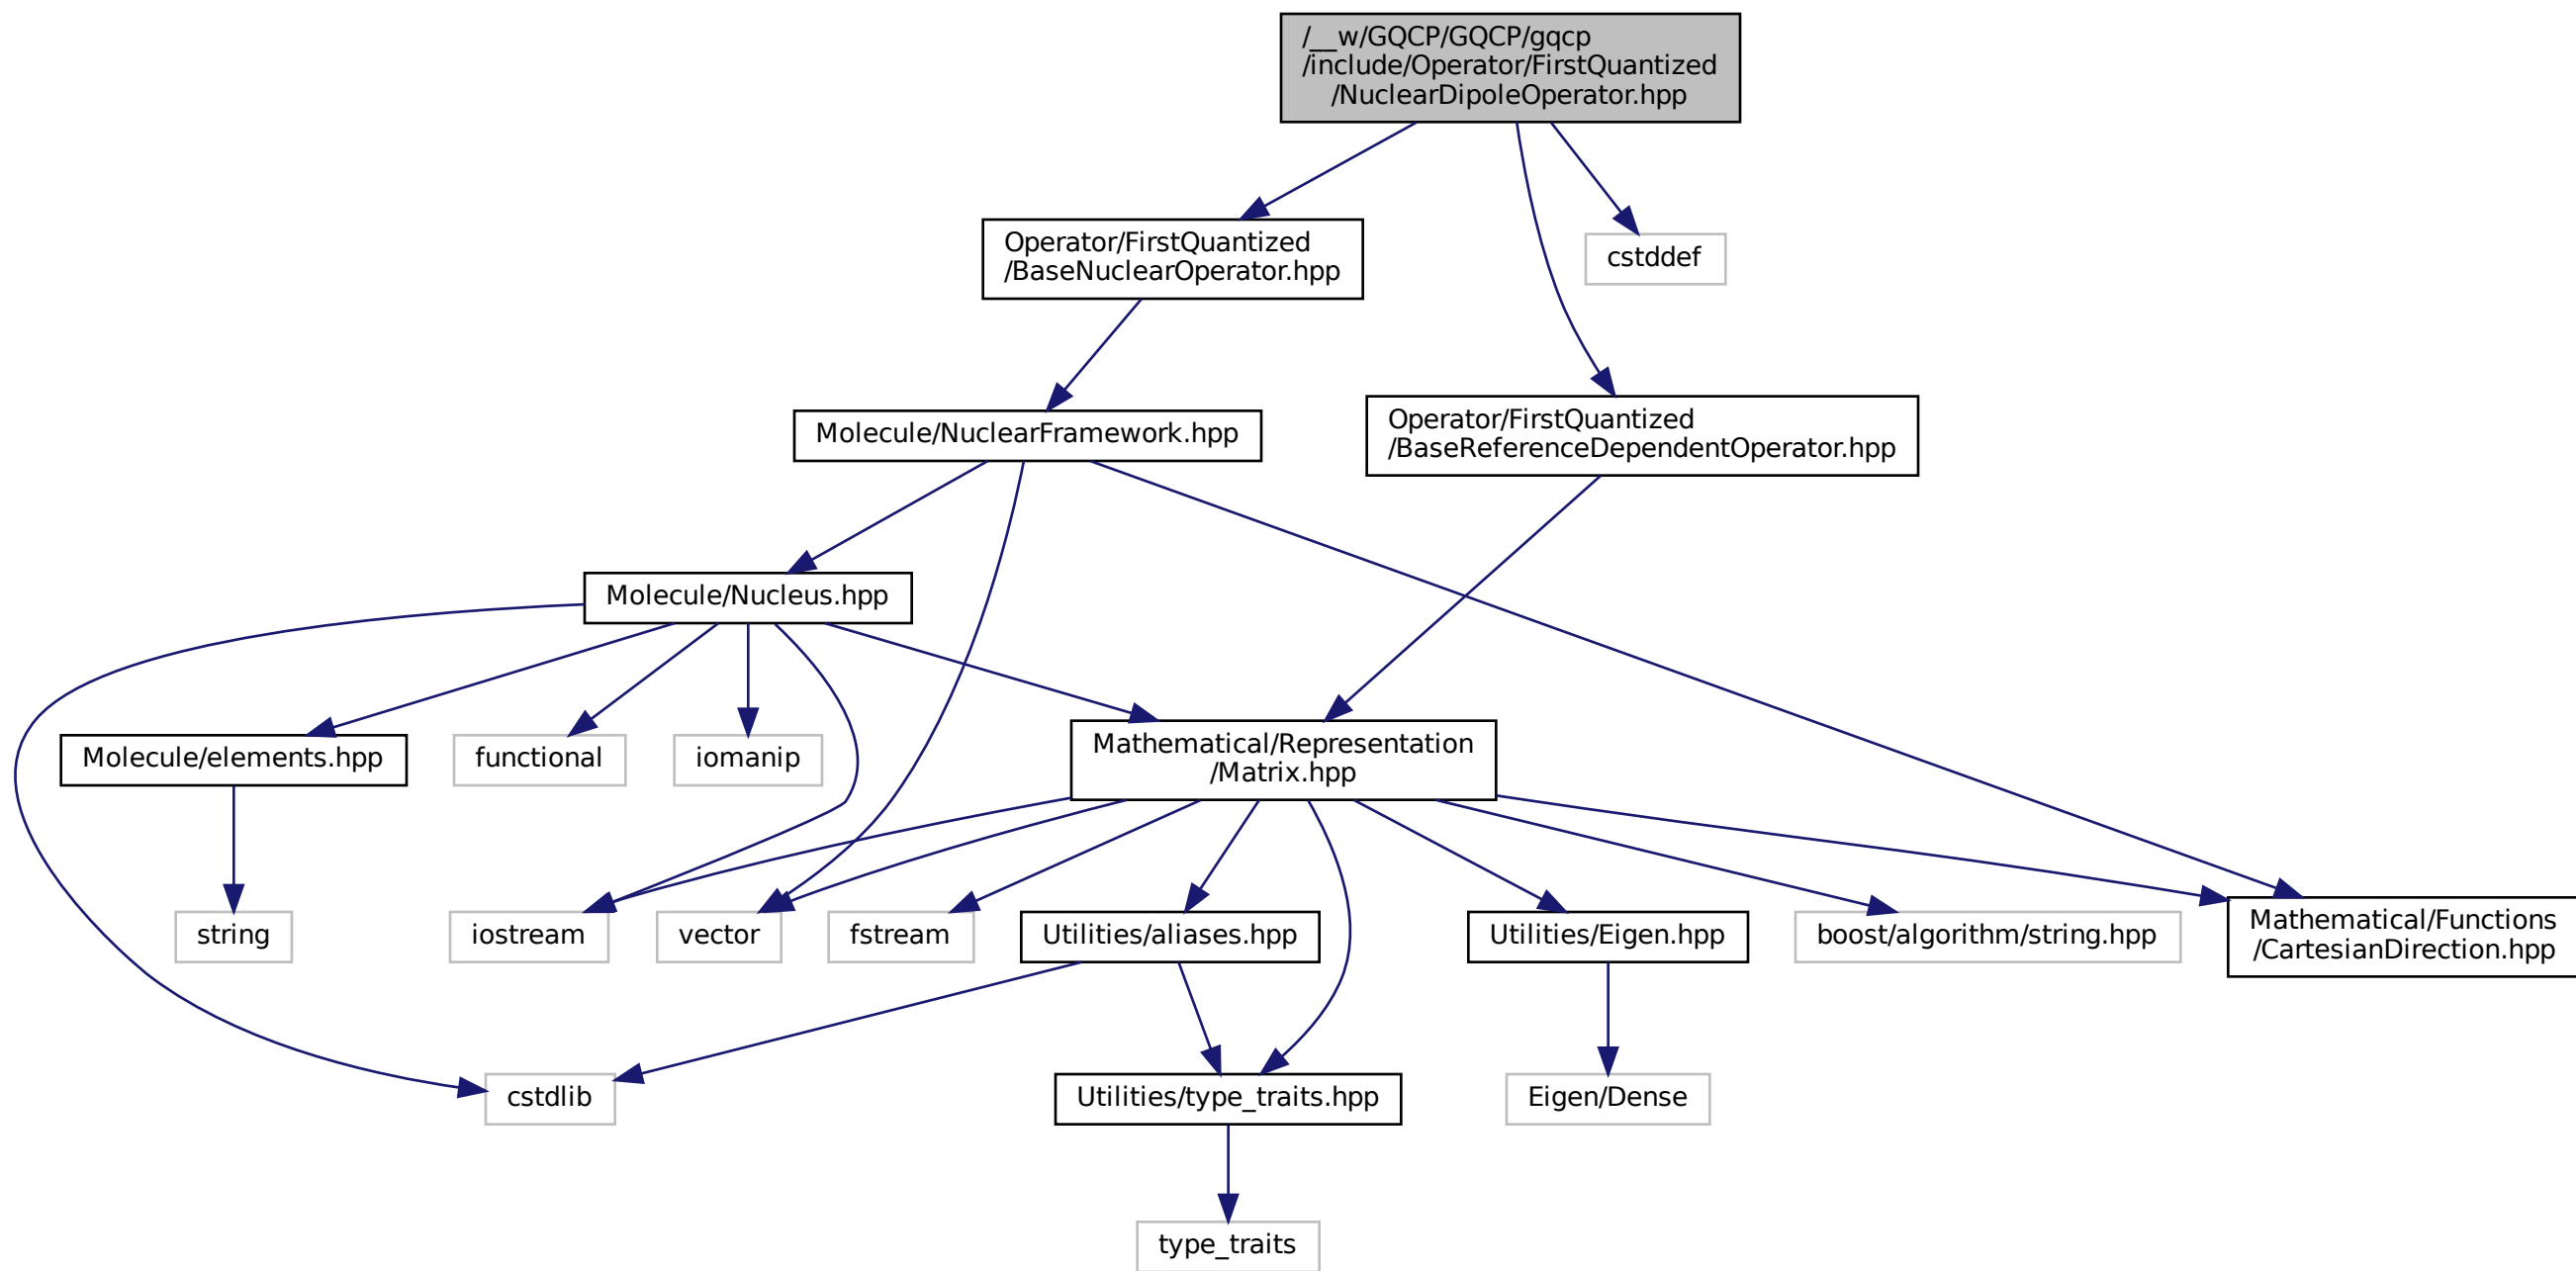 /__w/GQCP/GQCP/gqcp
/include/Operator/FirstQuantized
/NuclearDipoleOperator.hpp
Operator/FirstQuantized
/BaseNuclearOperator.hpp
cstddef
Molecule/NuclearFramework.hpp
Operator/FirstQuantized
/BaseReferenceDependentOperator.hpp
Molecule/Nucleus.hpp
Molecule/elements.hpp
functional
iomanip
Mathematical/Representation
/Matrix.hpp
string
iostream
vector
fstream
Utilities/aliases.hpp
Utilities/Eigen.hpp
boost/algorithm/string.hpp
Mathematical/Functions
/CartesianDirection.hpp
cstdlib
Utilities/type_traits.hpp
Eigen/Dense
type_traits